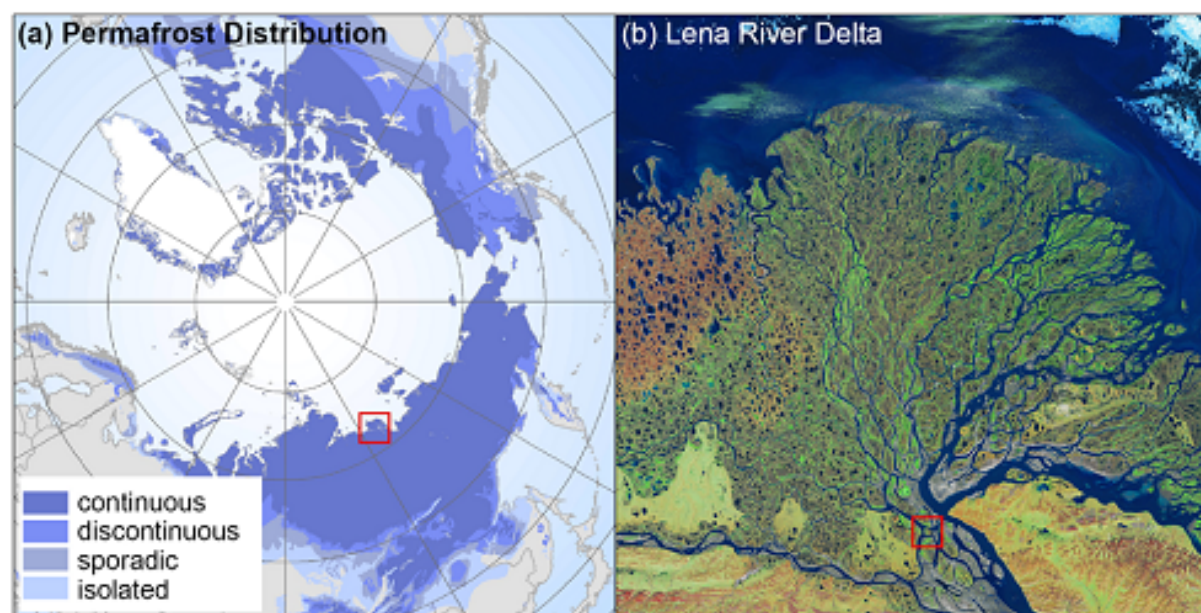 (a) Permafrost Distribution
(b) Lena River Delta
continuous
discontinuous
sporadic
isolated